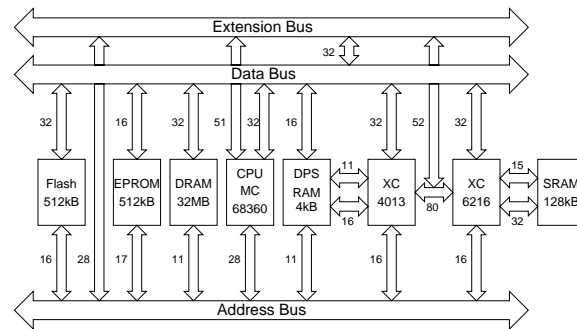 Extension Bus
32
Data Bus
32
16
32
51
32
16
32
52
32
Flash
512kB
EPROM
512kB
DRAM
32MB
CPU
MC
68360
DPS
RAM
4kB
11
16
XC
4013
80
XC
6216
15
32
SRAM
128kB
16
28
17
11
28
11
16
16
Address Bus